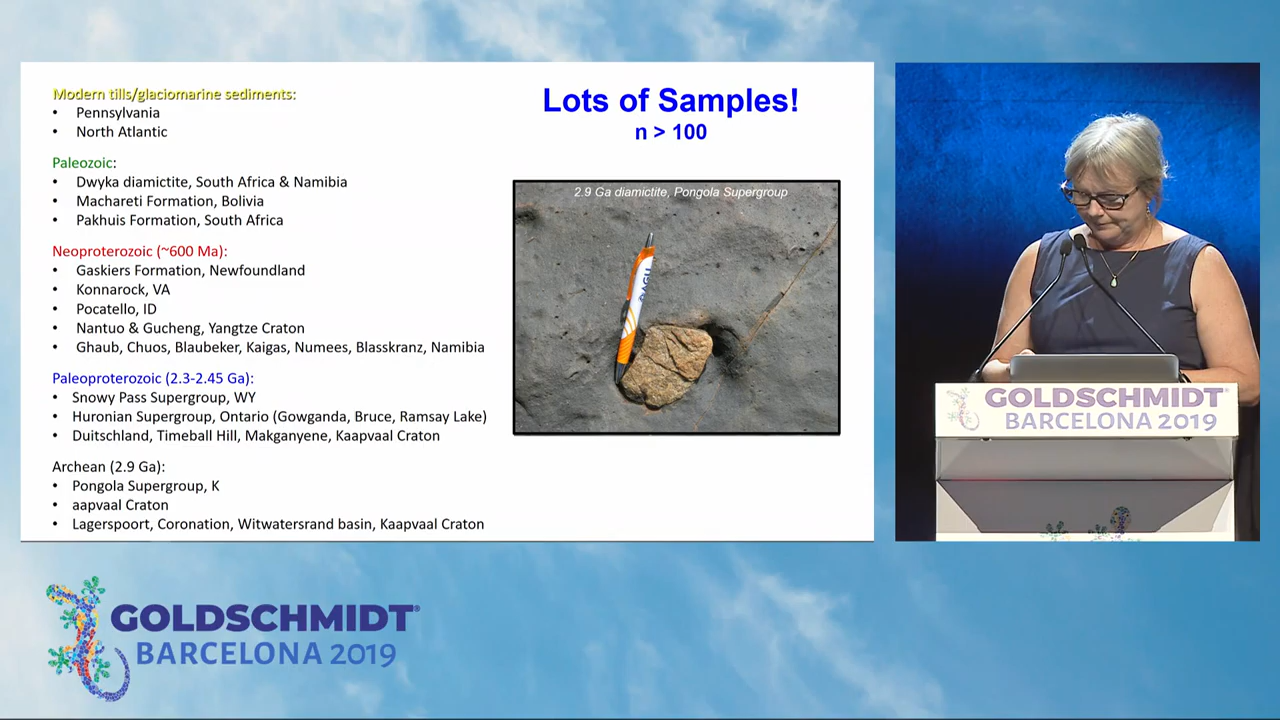 Modern tills/glaciomarine sediments:
• Pennsylvania
• North Atlantic
Paleozoic:
• Dwyka diamictite, South Africa & Namibia
• Machareti Formation, Bolivia
• Pakhuis Formation, South Africa
Neoproterozoic (~600 Ma):
• Gaskiers Formation, Newfoundland
• Konnarock, VA
• Pocatello, ID
• Nantuo & Gucheng, Yangtze Craton
• Ghaub, Chuos, Blaubeker, Kaigas, Numees, Blasskranz, Namibia
Paleoproterozoic (2.3-2.45 Ga):
• Snowy Pass Supergroup, WY
• Huronian Supergroup, Ontario (Gowganda, Bruce, Ramsay Lake)
• Duitschland, Timeball Hill, Makganyene, Kaapvaal Craton
Archean (2.9 Ga):
• Pongola Supergroup, K
• aapvaal Craton
• Lagerspoort, Coronation, Witwatersrand basin, Kaapvaal Craton
Lots of Samples!
n > 100
2.9 Ga diamictite, Pongola Supergroup
AGU
GOLDSCHMIDT
BARCELONA 2019
GOLDSCHMIDT®
BARCELONA 2019